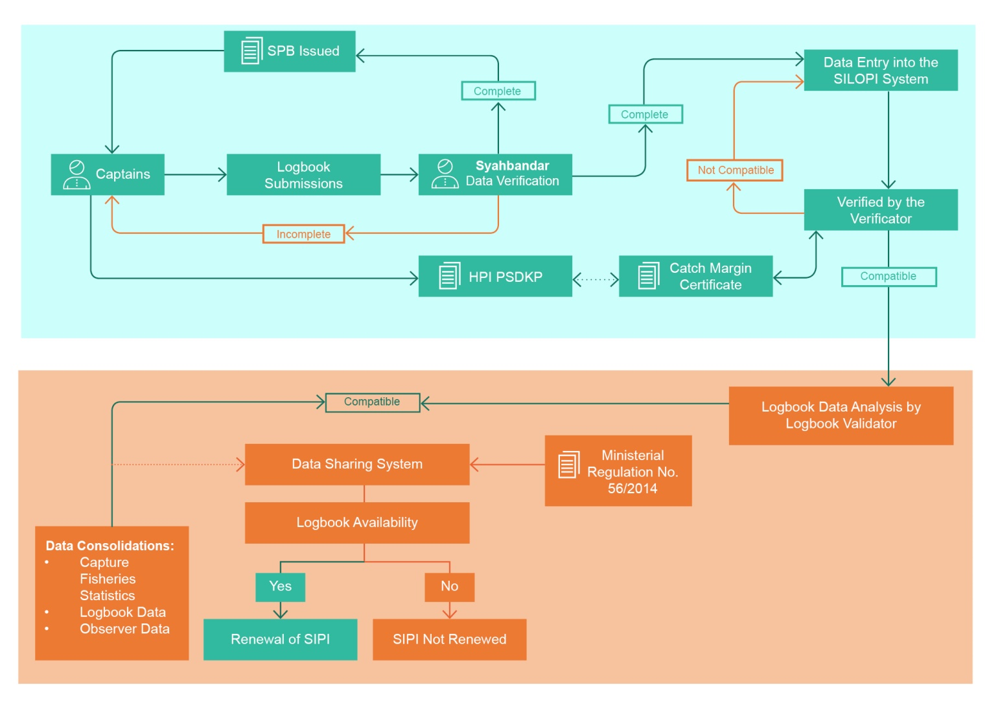 SPB Issued
Complete
Complete
Data Entry into the
SILOPI System
Captains
Logbook
Submissions
Syahbandar
Data Verification
Not Compatible
Incomplete
Verified by the
Verificator
HPI PSDKP
Catch Margin
Certificate
Compatible
Compatible
Logbook Data Analysis by
Logbook Validator
Data Sharing System
Ministerial
Regulation No.
56/2014
Logbook Availability
Data Consolidations:
• Capture
Fisheries
Statistics
• Logbook Data
• Observer Data
Yes
No
Renewal of SIPI
SIPI Not Renewed